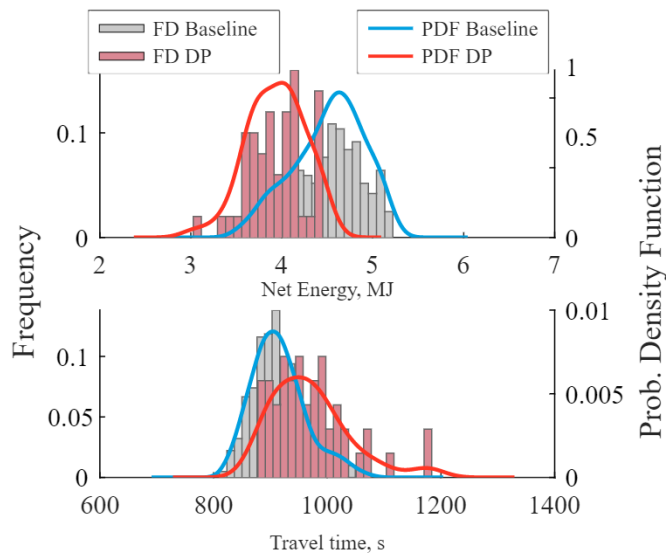 FD Baseline
FD DP
PDF Baseline
PDF DP
0.1
0
1
0.5
0
2 3 4 5 6 7
Net Energy, MJ
Frequency
Prob. Density Function
0.1
0.05
0
0.01
0.005
0
600 800 1000 1200 1400
Travel time, s